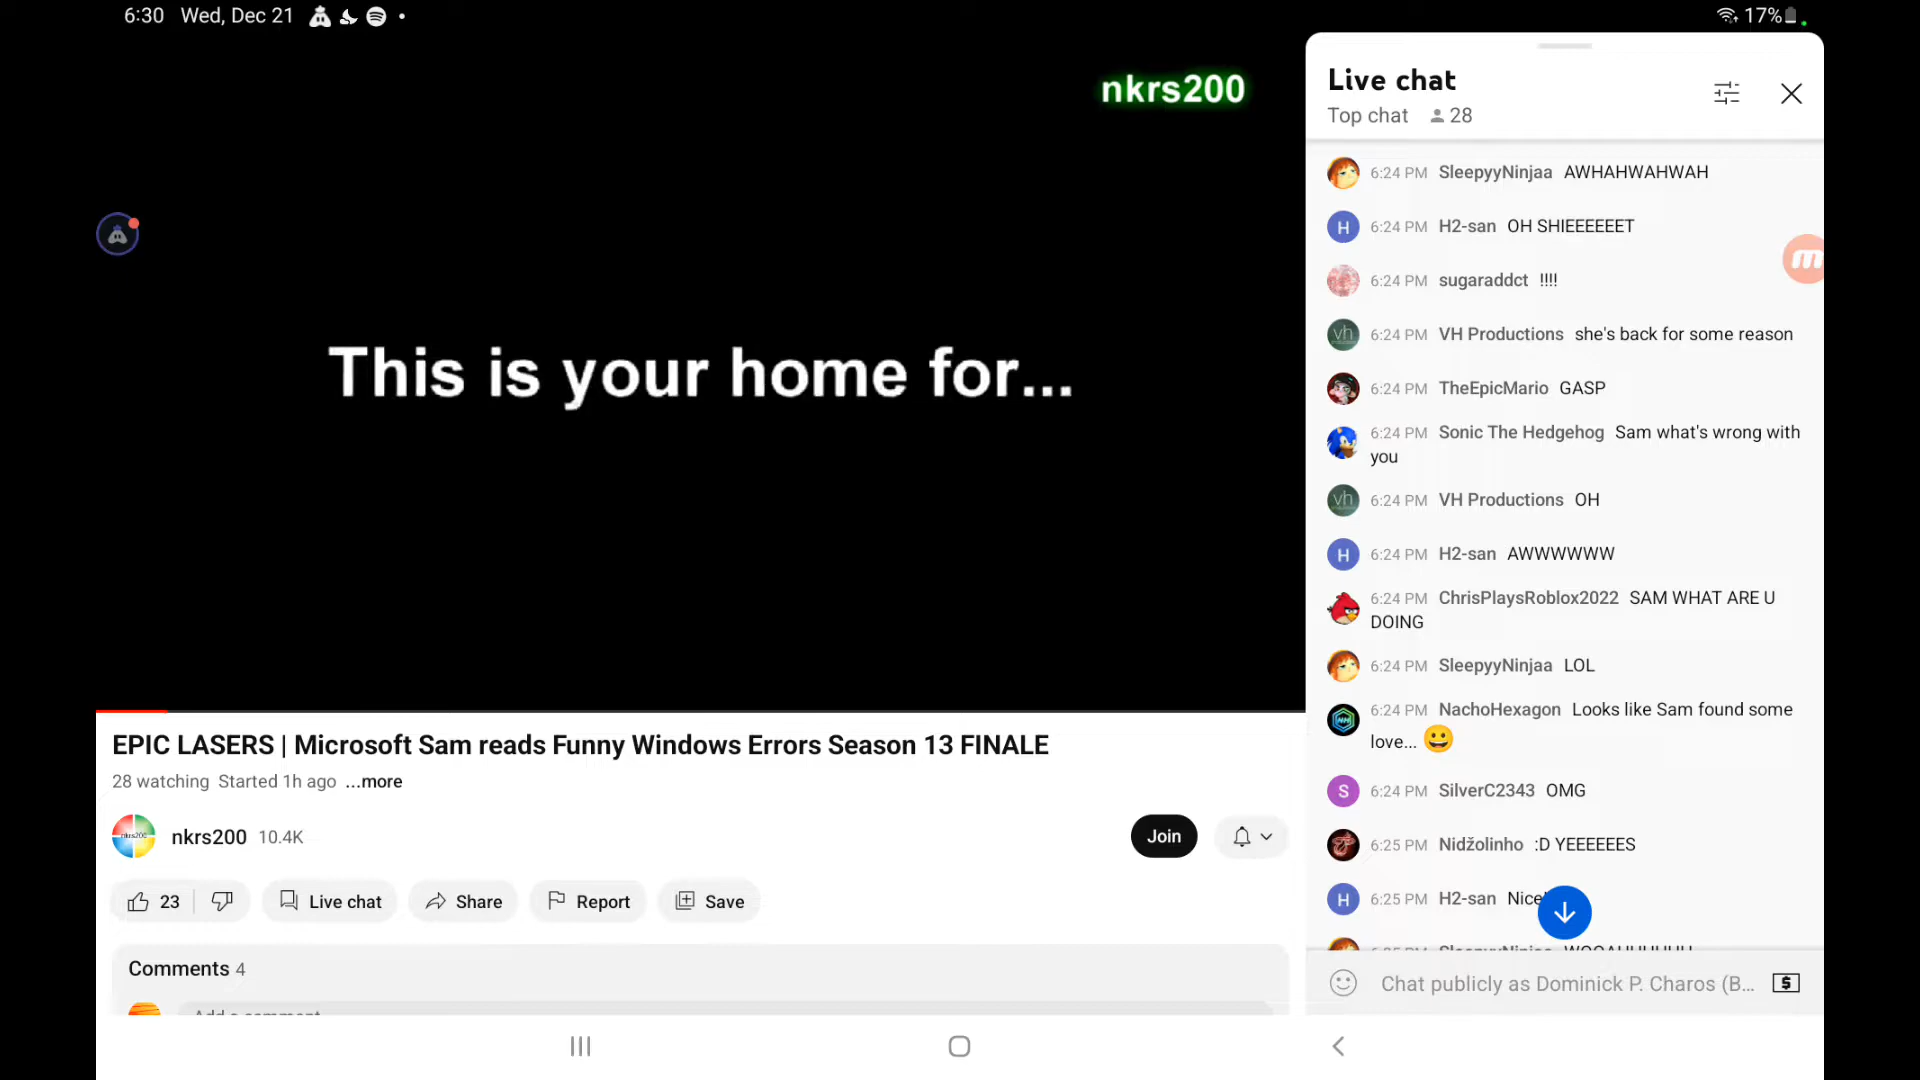 6:30 Wed, Dec 21
17%
nkrs200
This is your home for...
EPIC LASERS | Microsoft Sam reads Funny Windows Errors Season 13 FINALE
28 watching Started 1h ago ...more
nkrs200 10.4K
Join
23
Live chat
Share
Report
Save
Comments 4
Live chat
Top chat 28
6:24 PM SleepyyNinjaa AWHAHWAHWAH
6:24 PM H2-san OH SHIEEEEEET
6:24 PM sugaraddct !!!!
6:24 PM VH Productions she's back for some reason
6:24 PM TheEpicMario GASP
6:24 PM Sonic The Hedgehog Sam what's wrong with
you
6:24 PM VH Productions OH
6:24 PM H2-san AWWWWWW
6:24 PM ChrisPlaysRoblox2022 SAM WHAT ARE U
DOING
6:24 PM SleepyyNinjaa LOL
6:24 PM NachoHexagon Looks like Sam found some
love... 😀
6:24 PM SilverC2343 OMG
6:25 PM Nidžolinho :D YEEEEEES
6:25 PM H2-san Nice
Chat publicly as Dominick P. Charos (B...